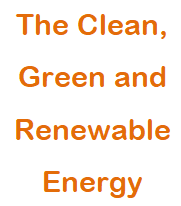 The Clean,
Green and
Renewable
Energy